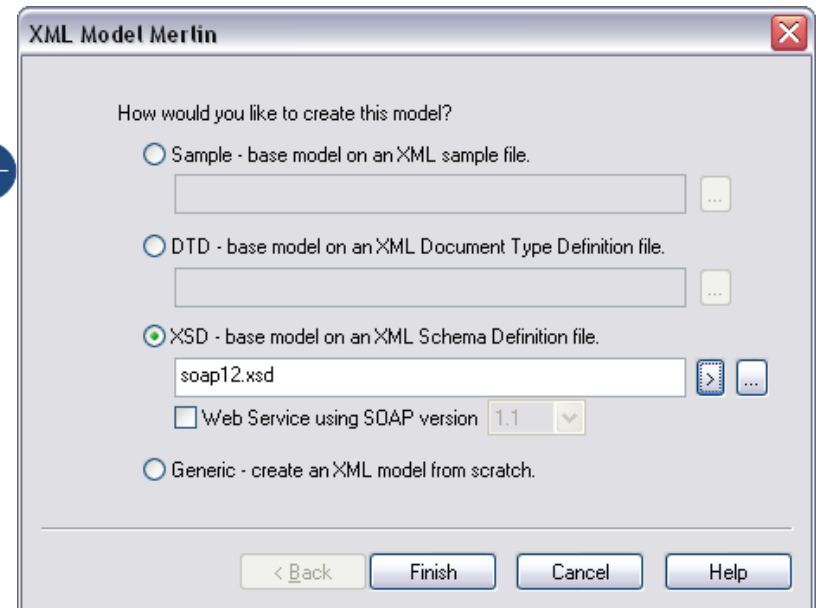 XML Model Merlin
How would you like to create this model?
Sample - base model on an XML sample file.
...
DTD - base model on an XML Document Type Definition file.
...
XSD - base model on an XML Schema Definition file.
soap12.xsd
> ...
Web Service using SOAP version 1.1
Generic - create an XML model from scratch.
< Back Finish Cancel Help